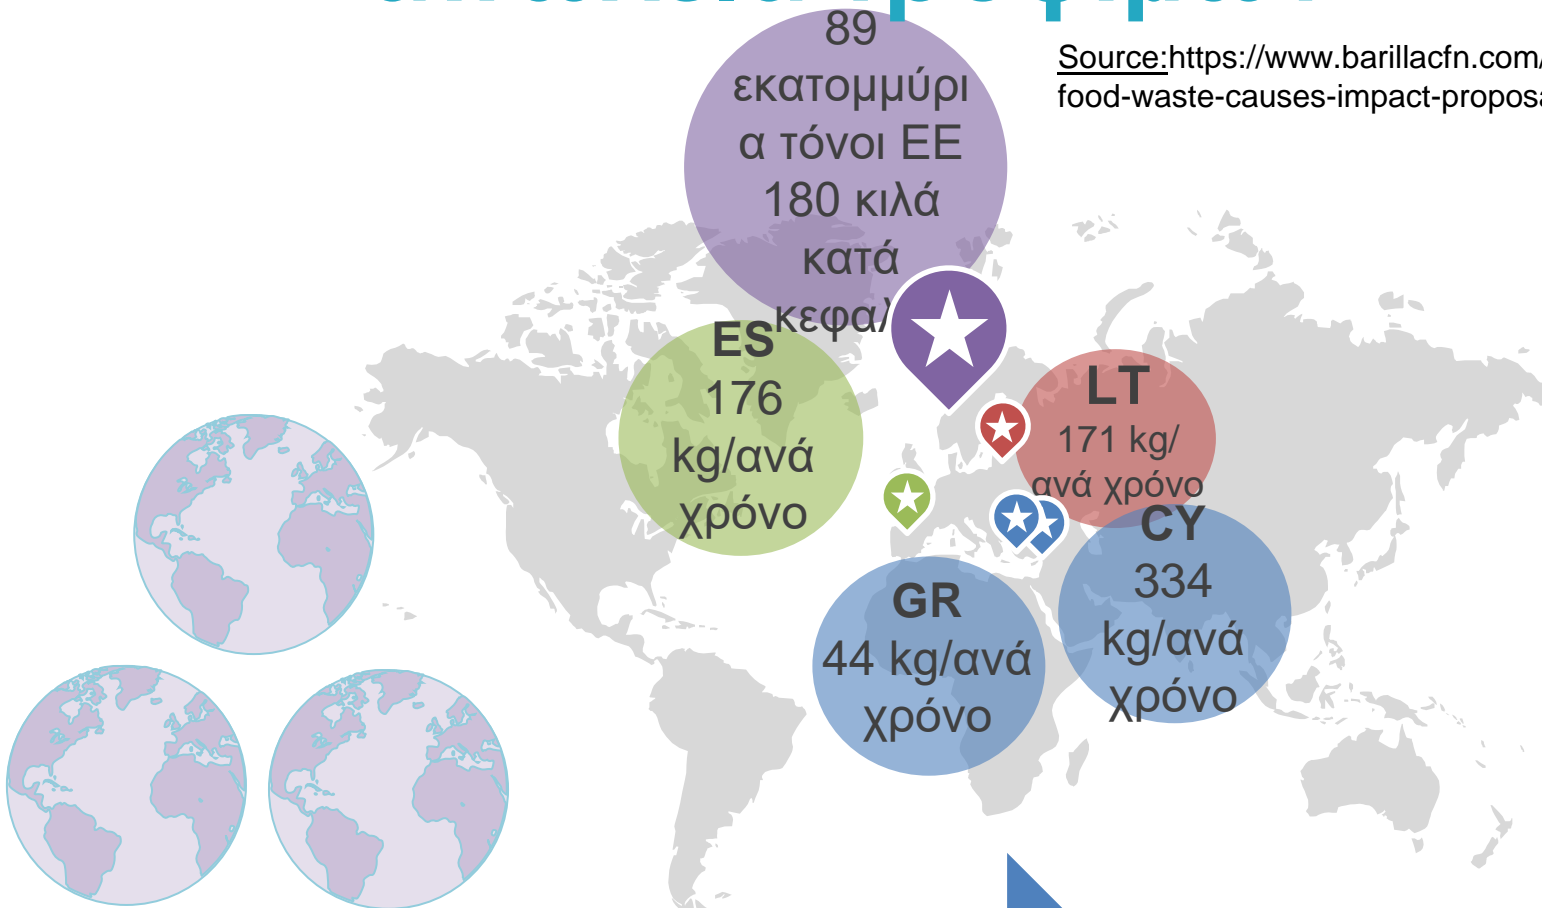 Source:https://www.barillacfn.com/
food-waste-causes-impact-proposa
89
εκατομμύρι
α τόνοι ΕΕ
180 κιλά
κατά
κεφαλ
ES
176
kg/ανά
χρόνο
LT
171 kg/
ανά χρόνο
GR
44 kg/ανά
χρόνο
CY
334
kg/ανά
χρόνο